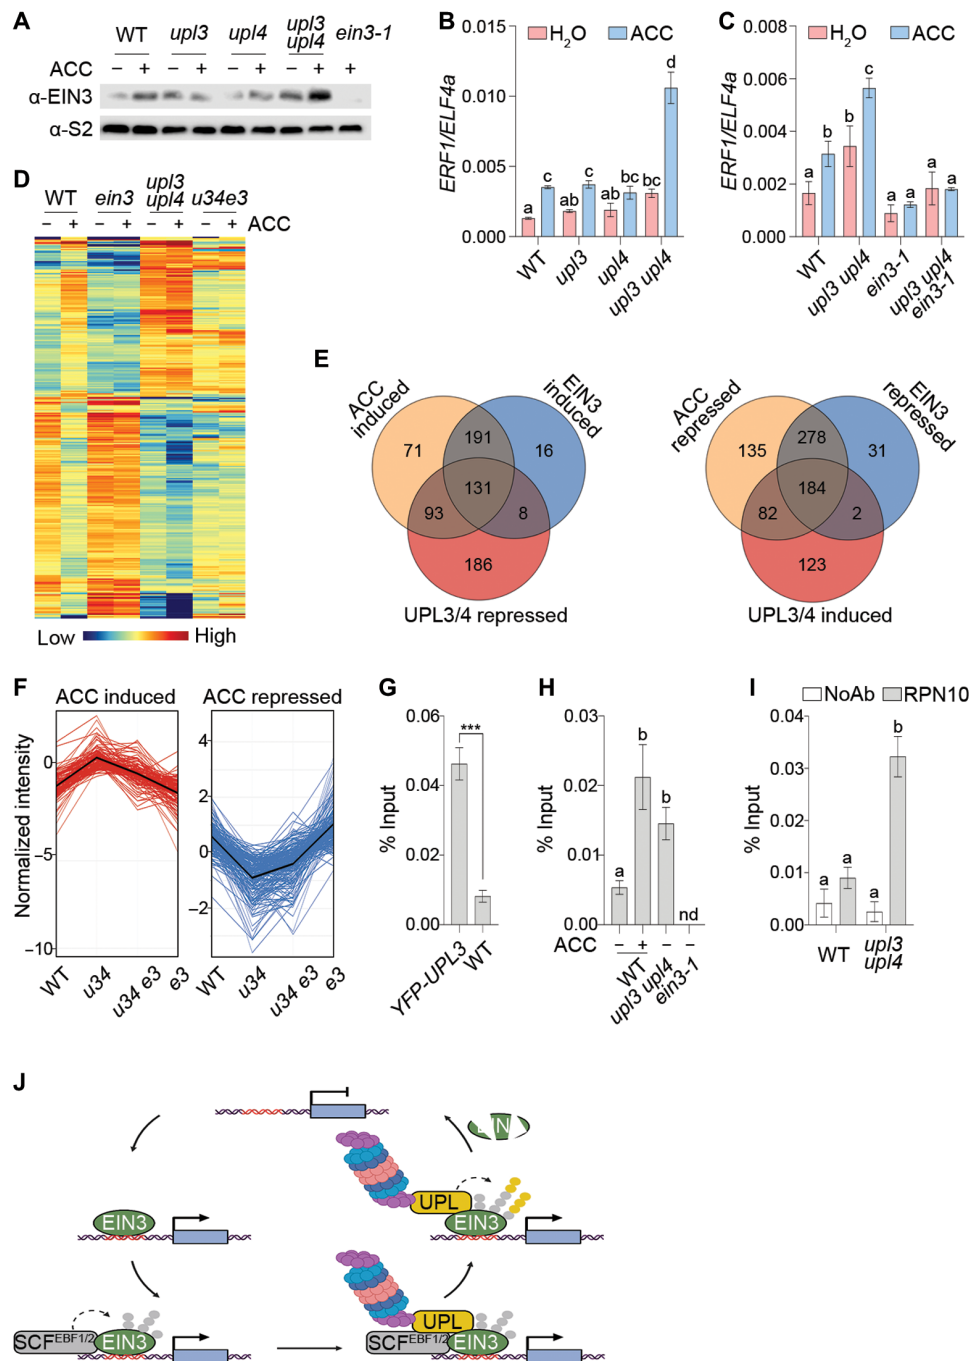 A
WT upl3 upl4 upl3 upl4 ein3-1
ACC − + − + − + − + +
α-EIN3
α-S2
B
H2O ACC
ERF1/ELF4a
0.015
0.010
0.005
0.000
a c ab c ab bc bc d
WT upl3 upl4 upl3 upl4
C
H2O ACC
ERF1/ELF4a
0.008
0.006
0.004
0.002
0.000
a b b c a a a a
WT upl3 upl4 ein3-1 upl3 upl4 ein3-1
D
WT ein3 upl3 upl4 u34e3
− + − + − + − + ACC
Low High
E
ACC induced
EIN3 induced
71 191 16
131
93 8
186
UPL3/4 repressed
ACC repressed
EIN3 repressed
135 278 31
184
82 2
123
UPL3/4 induced
F
ACC induced
ACC repressed
Normalized intensity
0
−5
−10
4
2
0
−2
WT u34 u34 e3 e3
WT u34 u34 e3 e3
G
% Input
0.06
0.04
0.02
0.00
***
YFP-UPL3 WT
H
% Input
0.03
0.02
0.01
0.00
a b b nd
ACC − + − −
WT upl3 upl4 ein3-1
I
NoAb RPN10
% Input
0.04
0.03
0.02
0.01
0.00
a a a b
WT upl3 upl4
J
UPL
EIN3
EIN3
SCF EBF1/2 EIN3
UPL
SCF EBF1/2 EIN3